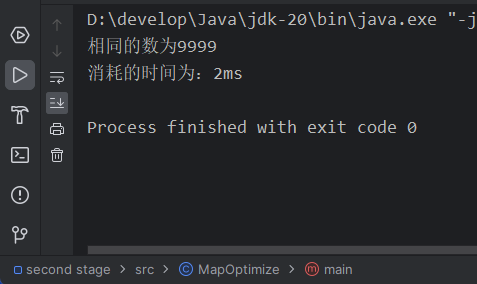 D:\develop\Java\jdk-20\bin\java.exe "-j
相同的数为9999
消耗的时间为：2ms
Process finished with exit code 0
second stage > src > MapOptimize > main